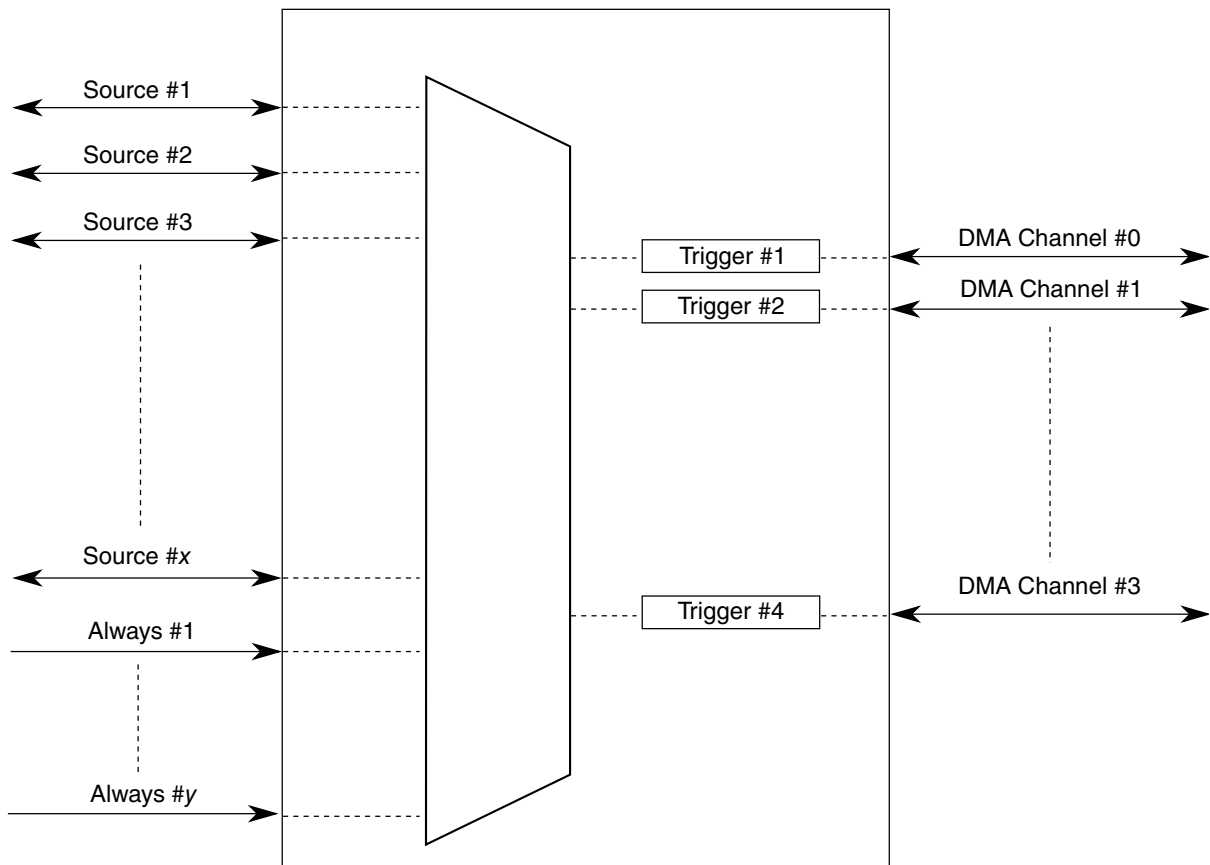 Source #1
Source #2
Source #3
Source #x
Always #1
Always #y
Trigger #1
Trigger #2
Trigger #4
DMA Channel #0
DMA Channel #1
DMA Channel #3